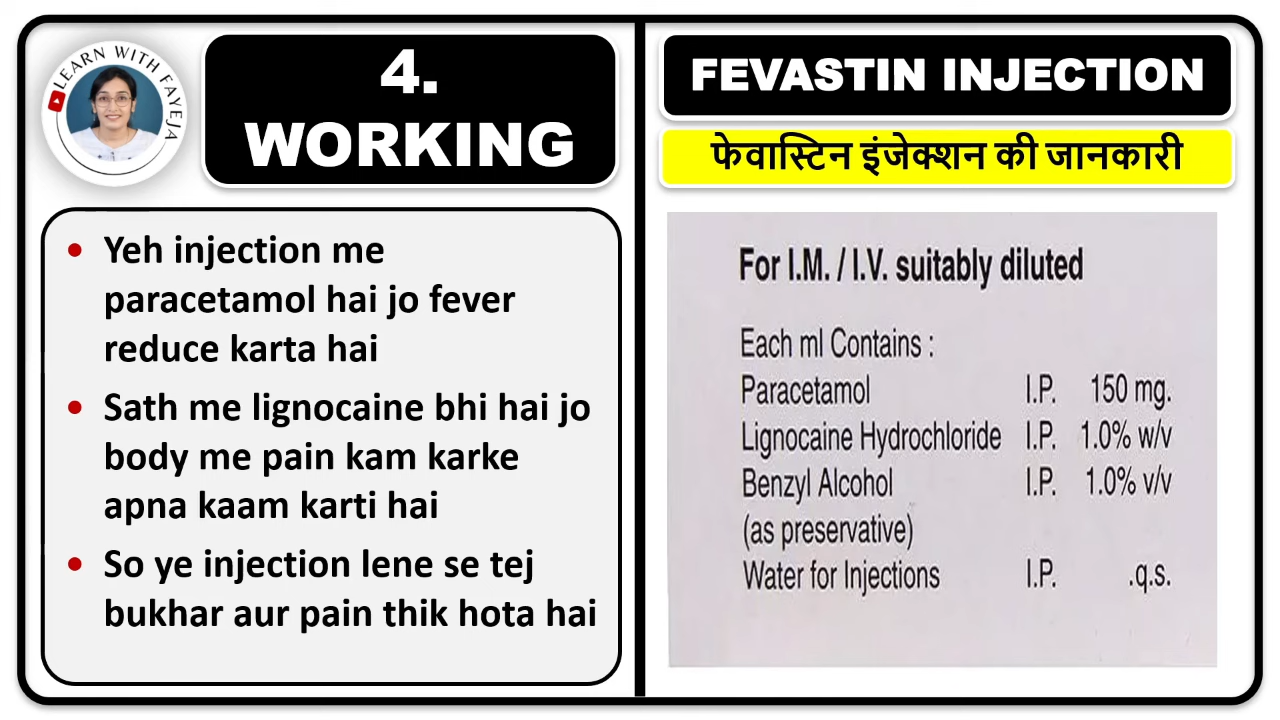 LEARN WITH FAYEJA
4.
WORKING
Yeh injection me
paracetamol hai jo fever
reduce karta hai
Sath me lignocaine bhi hai jo
body me pain kam karke
apna kaam karti hai
So ye injection lene se tej
bukhar aur pain thik hota hai
FEVASTIN INJECTION
फेवास्टिन इंजेक्शन की जानकारी
For I.M. / I.V. suitably diluted
Each ml Contains :
Paracetamol I.P. 150 mg.
Lignocaine Hydrochloride I.P. 1.0% w/v
Benzyl Alcohol I.P. 1.0% v/v
(as preservative)
Water for Injections I.P. .q.s.